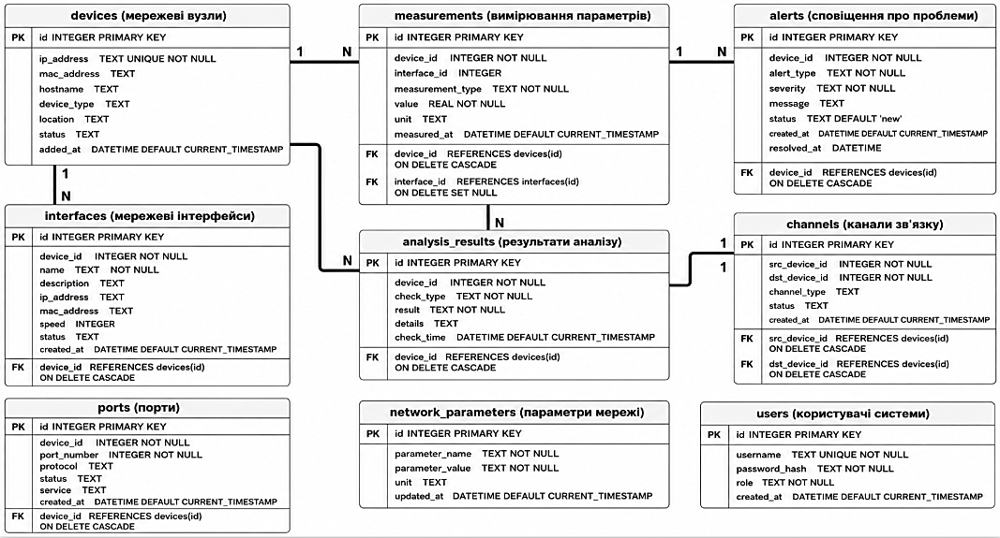 devices (мережеві вузли)
PK id INTEGER PRIMARY KEY
ip_address TEXT UNIQUE NOT NULL
mac_address TEXT
hostname TEXT
device_type TEXT
location TEXT
status TEXT
added_at DATETIME DEFAULT CURRENT_TIMESTAMP
1 N
measurements (вимірювання параметрів)
PK id INTEGER PRIMARY KEY
device_id INTEGER NOT NULL
interface_id INTEGER
measurement_type TEXT NOT NULL
value REAL NOT NULL
unit TEXT
measured_at DATETIME DEFAULT CURRENT_TIMESTAMP
FK device_id REFERENCES devices(id)
ON DELETE CASCADE
FK interface_id REFERENCES interfaces(id)
ON DELETE SET NULL
1 N
alerts (сповіщення про проблеми)
PK id INTEGER PRIMARY KEY
device_id INTEGER NOT NULL
alert_type TEXT NOT NULL
severity TEXT NOT NULL
message TEXT
status TEXT DEFAULT 'new'
created_at DATETIME DEFAULT CURRENT_TIMESTAMP
resolved_at DATETIME
FK device_id REFERENCES devices(id)
ON DELETE CASCADE
1
N
interfaces (мережеві інтерфейси)
PK id INTEGER PRIMARY KEY
device_id INTEGER NOT NULL
name TEXT NOT NULL
description TEXT
ip_address TEXT
mac_address TEXT
speed INTEGER
status TEXT
created_at DATETIME DEFAULT CURRENT_TIMESTAMP
FK device_id REFERENCES devices(id)
ON DELETE CASCADE
N
N
analysis_results (результати аналізу)
PK id INTEGER PRIMARY KEY
device_id INTEGER NOT NULL
check_type TEXT NOT NULL
result TEXT NOT NULL
details TEXT
check_time DATETIME DEFAULT CURRENT_TIMESTAMP
FK device_id REFERENCES devices(id)
ON DELETE CASCADE
1
1
channels (канали зв'язку)
PK id INTEGER PRIMARY KEY
src_device_id INTEGER NOT NULL
dst_device_id INTEGER NOT NULL
channel_type TEXT
status TEXT
created_at DATETIME DEFAULT CURRENT_TIMESTAMP
FK src_device_id REFERENCES devices(id)
ON DELETE CASCADE
FK dst_device_id REFERENCES devices(id)
ON DELETE CASCADE
ports (порти)
PK id INTEGER PRIMARY KEY
device_id INTEGER NOT NULL
port_number INTEGER NOT NULL
protocol TEXT
status TEXT
service TEXT
created_at DATETIME DEFAULT CURRENT_TIMESTAMP
FK device_id REFERENCES devices(id)
ON DELETE CASCADE
network_parameters (параметри мережі)
PK id INTEGER PRIMARY KEY
parameter_name TEXT NOT NULL
parameter_value TEXT NOT NULL
unit TEXT
updated_at DATETIME DEFAULT CURRENT_TIMESTAMP
users (користувачі системи)
PK id INTEGER PRIMARY KEY
username TEXT UNIQUE NOT NULL
password_hash TEXT NOT NULL
role TEXT NOT NULL
created_at DATETIME DEFAULT CURRENT_TIMESTAMP